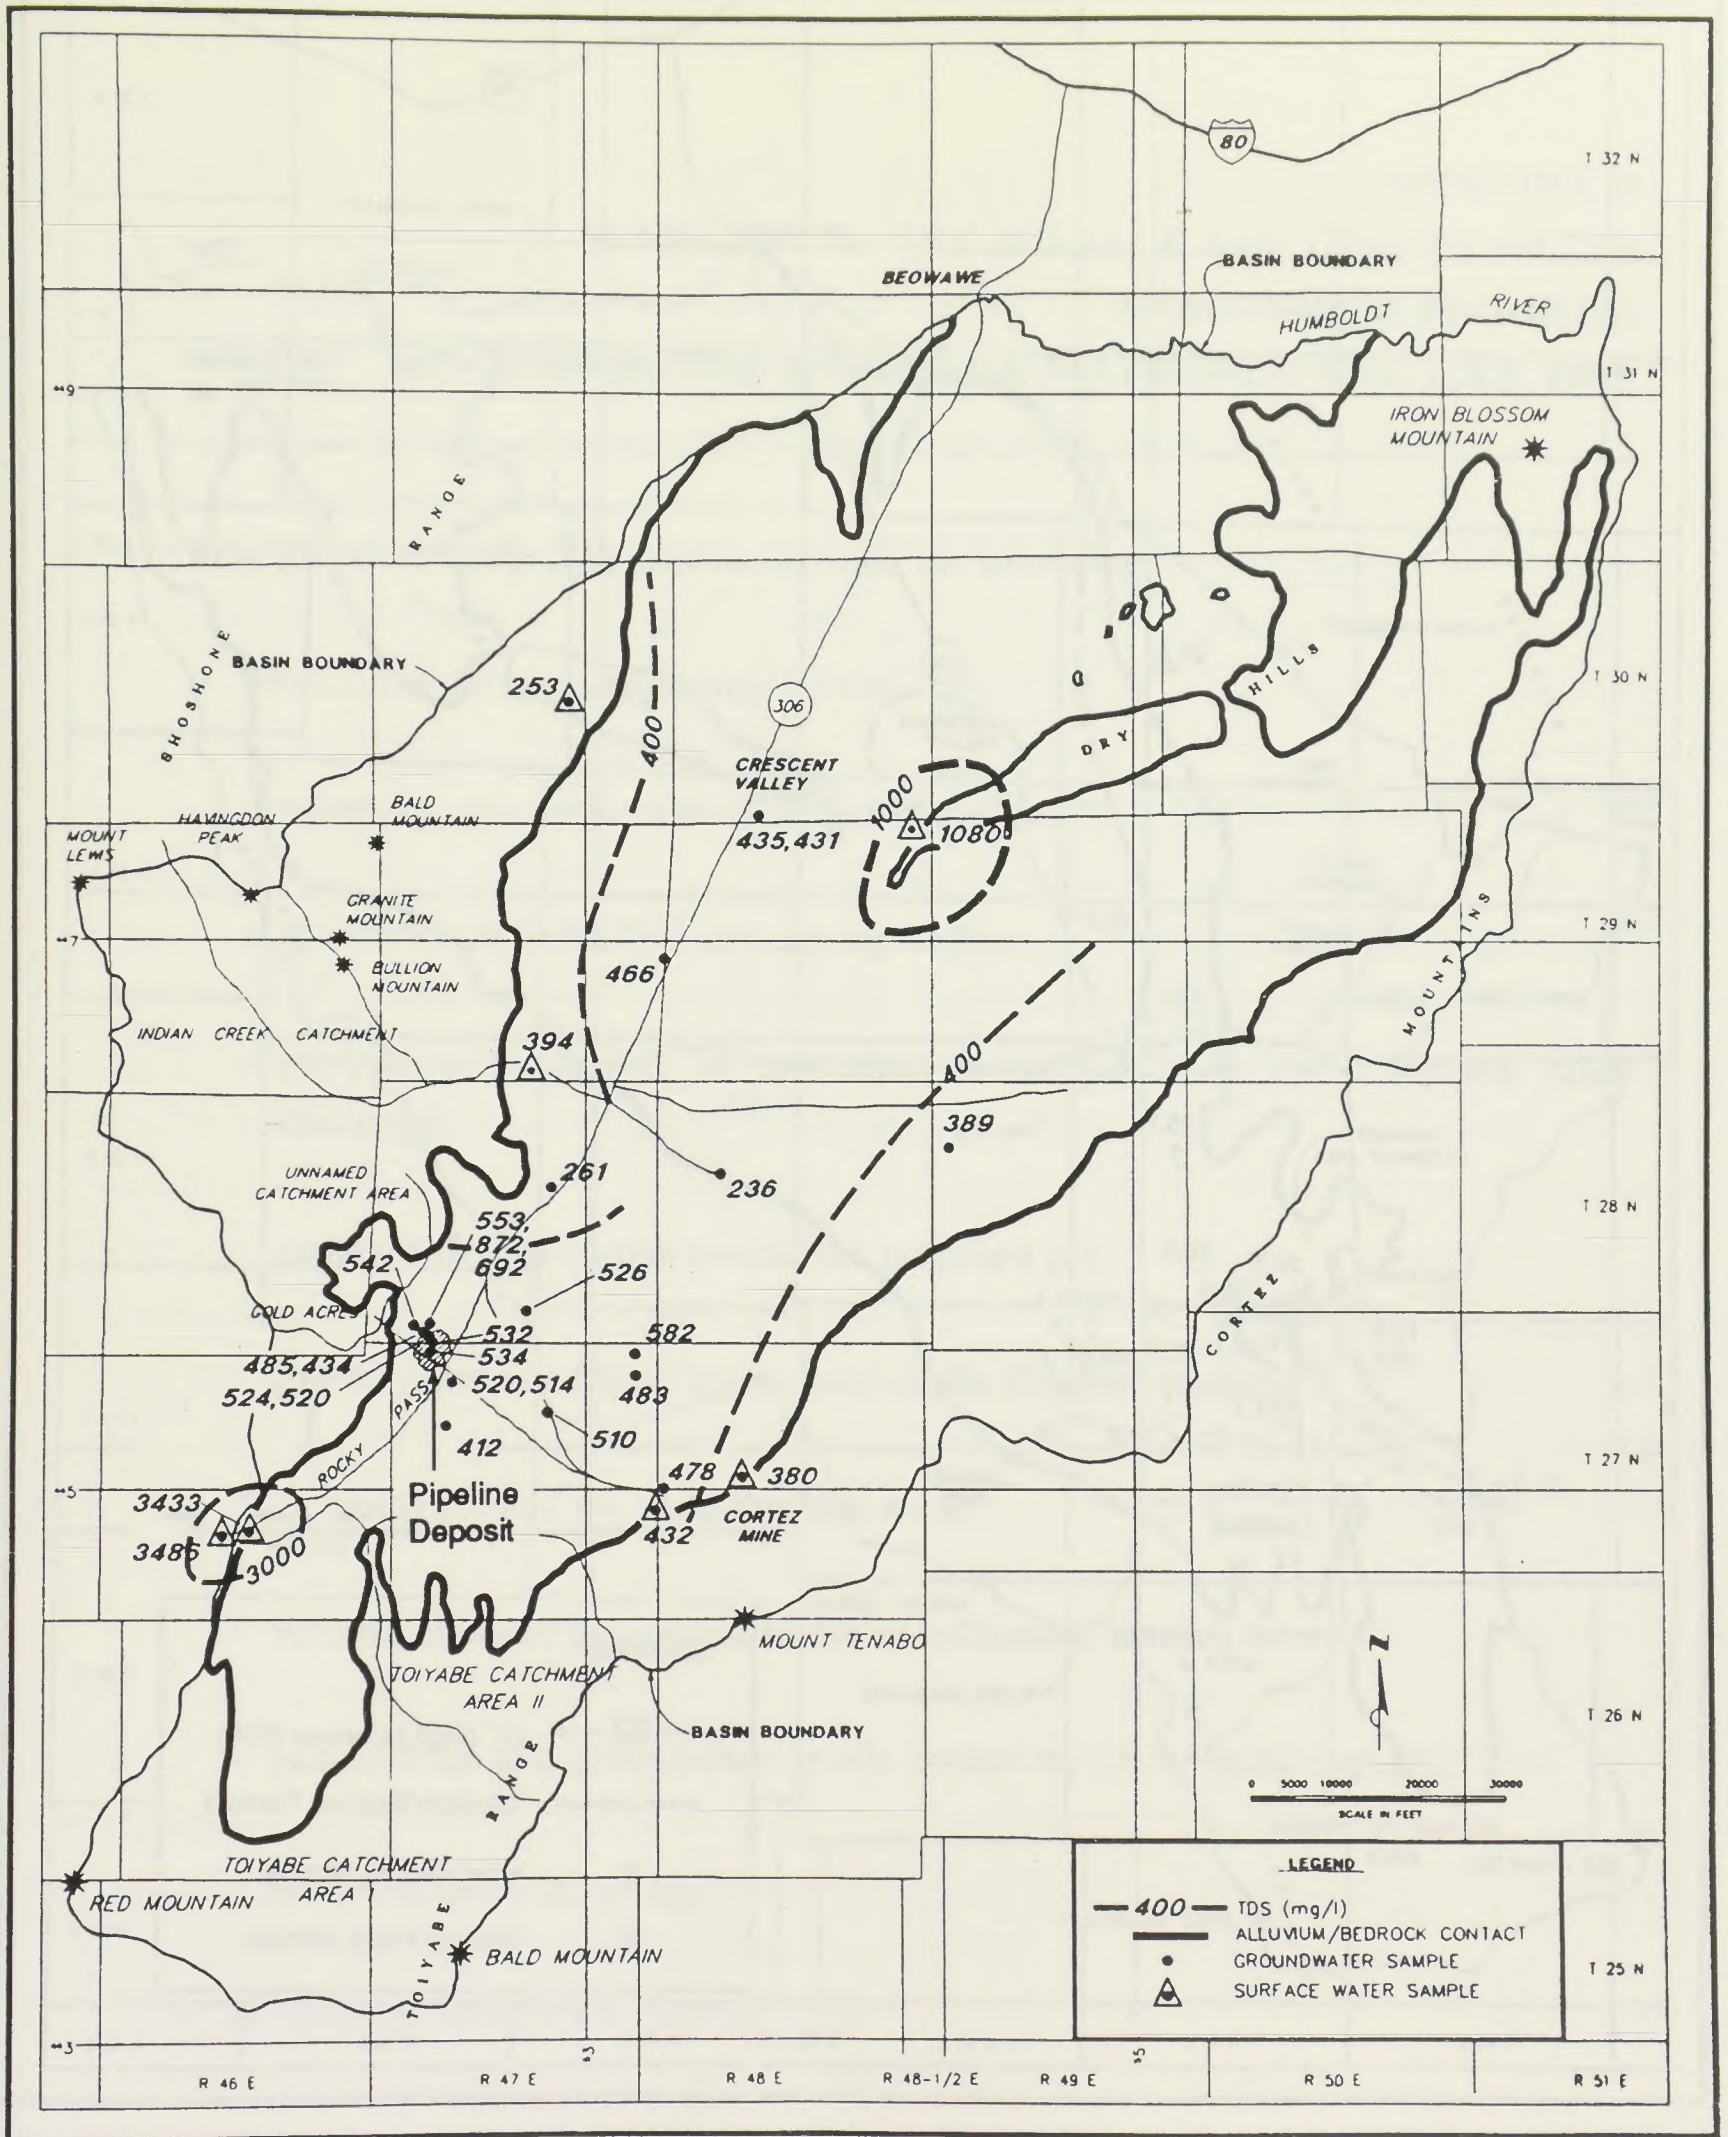 80
T 32 N
BASIN BOUNDARY
BEOWAWE
HUMBOLDT
RIVER
T 31 N
IRON BLOSSOM
MOUNTAIN
RANGE
SHOSHONE
BASIN BOUNDARY
253
400
306
HILLS
DRY
T 30 N
CRESCENT
VALLEY
435,431
1000
1080
BALD
MOUNTAIN
HAVINGDON
PEAK
MOUNT
LEWIS
GRANITE
MOUNTAIN
BULLION
MOUNTAIN
466
T 29 N
MOUNTAINS
INDIAN CREEK CATCHMENT
394
400
389
UNNAMED
CATCHMENT AREA
261
236
T 28 N
553,
872,
692
542
526
GOLD ACRES
532
582
CORTEZ
485,434
534
524,520
520,514
483
PASS
510
412
ROCKY
478
380
T 27 N
3433
Pipeline
Deposit
432
CORTEZ
MINE
3485
3000
MOUNT TENABO
TOIYABE CATCHMENT
AREA II
BASIN BOUNDARY
N
T 26 N
RANGE
0 5000 10000 20000 30000
SCALE IN FEET
TOIYABE CATCHMENT
AREA I
RED MOUNTAIN
TOIYABE
BALD MOUNTAIN
LEGEND
400 TDS (mg/l)
ALLUVIUM/BEDROCK CONTACT
GROUNDWATER SAMPLE
SURFACE WATER SAMPLE
T 25 N
R 46 E
R 47 E
R 48 E
R 48-1/2 E
R 49 E
R 50 E
R 51 E